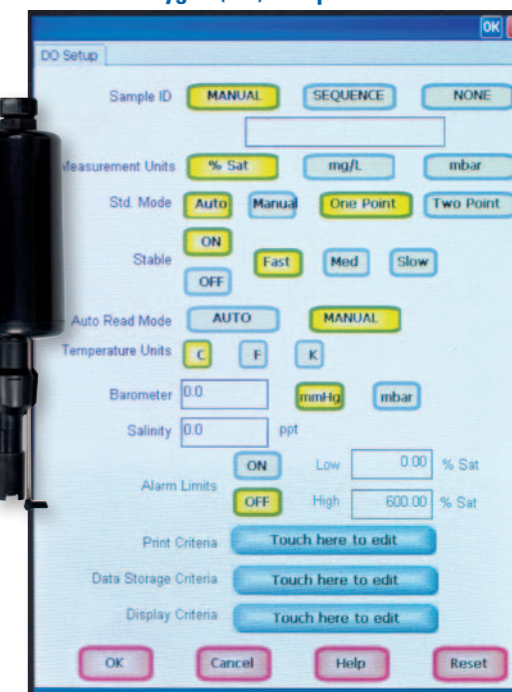 OK
DO Setup
Sample ID MANUAL SEQUENCE NONE
Measurement Units % Sat mg/L mbar
Std. Mode Auto Manual One Point Two Point
ON
Stable Fast Med Slow
OFF
Auto Read Mode AUTO MANUAL
Temperature Units C F K
Barometer 0.0 mmHg mbar
Salinity 0.0 ppt
ON Low 0.00 % Sat
Alarm Limits
OFF High 600.00 % Sat
Print Criteria Touch here to edit
Data Storage Criteria Touch here to edit
Display Criteria Touch here to edit
OK Cancel Help Reset